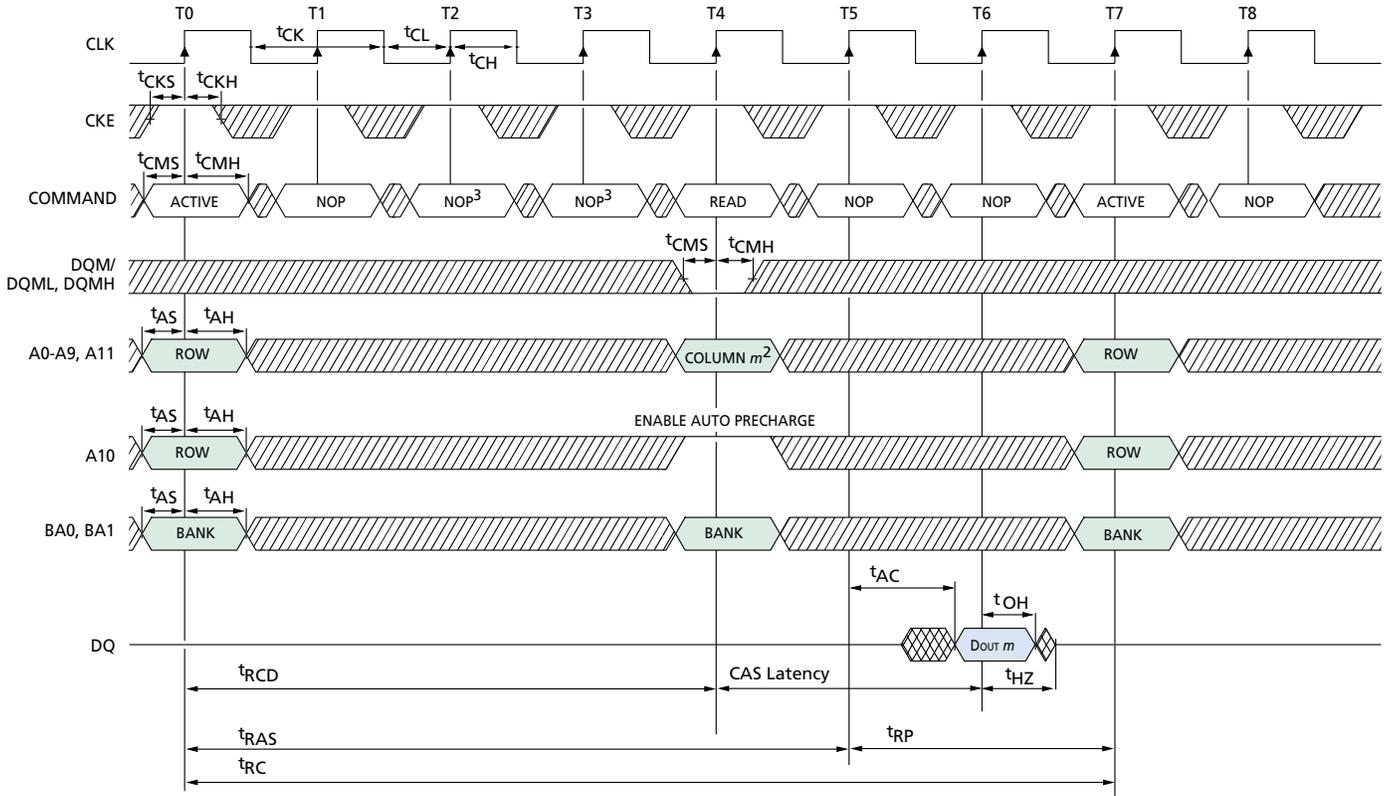 T0 T1 T2 T3 T4 T5 T6 T7 T8
CLK
tCK tCL
tCH
tCKS tCKH
CKE
tCMS tCMH
COMMAND ACTIVE NOP NOP3 NOP3 READ NOP NOP ACTIVE NOP
tCMS tCMH
DQM/
DQML, DQMH
tAS tAH
A0-A9, A11 ROW COLUMN m2 ROW
tAS tAH ENABLE AUTO PRECHARGE
A10 ROW ROW
tAS tAH
BA0, BA1 BANK BANK BANK
tAC
tOH
DQ DOUT m
tRCD CAS Latency tHZ
tRAS tRP
tRC